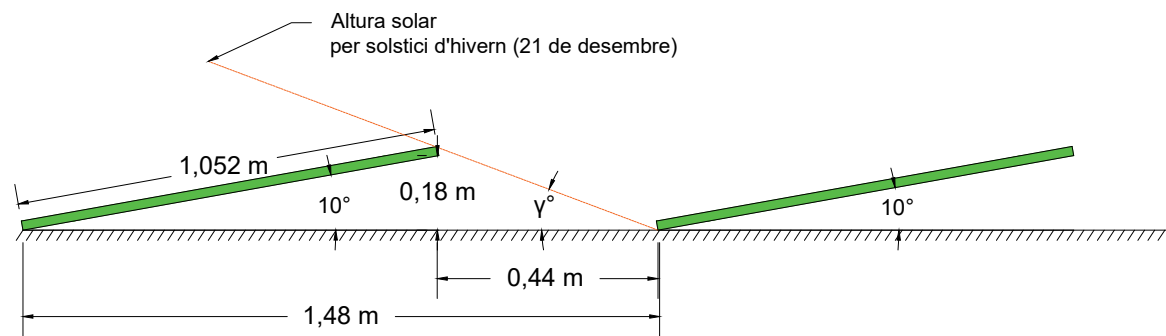 Altura solar
per solstici d'hivern (21 de desembre)
1,052 m
10°
0,18 m
γ°
10°
0,44 m
1,48 m